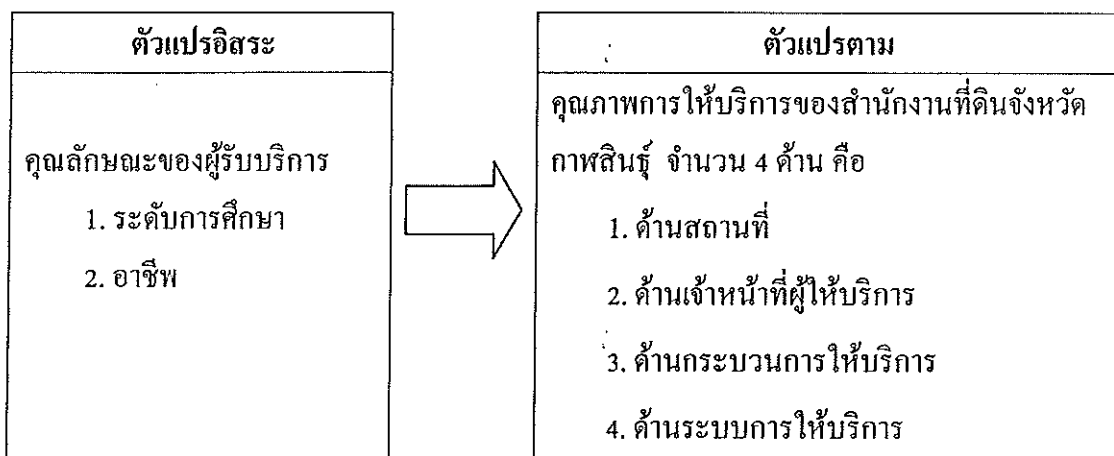 ตัวแปรอิสระ
คุณลักษณะของผู้รับบริการ
1. ระดับการศึกษา
2. อาชีพ
ตัวแปรตาม
คุณภาพการให้บริการของสำนักงานที่ดินจังหวัด
กาฬสินธุ์ จำนวน 4 ด้าน คือ
1. ด้านสถานที่
2. ด้านเจ้าหน้าที่ผู้ให้บริการ
3. ด้านกระบวนการให้บริการ
4. ด้านระบบการให้บริการ